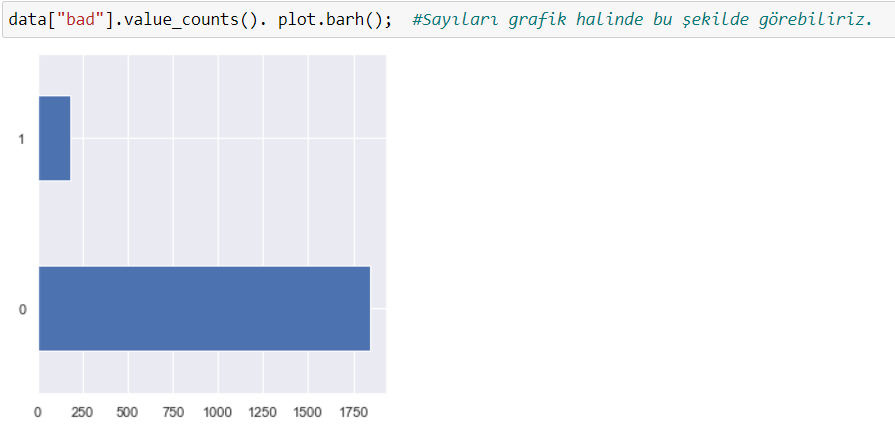 data["bad"].value_counts(). plot.barh();  #Sayıları grafik halinde bu şekilde görebiliriz.
1
0
0 250 500 750 1000 1250 1500 1750